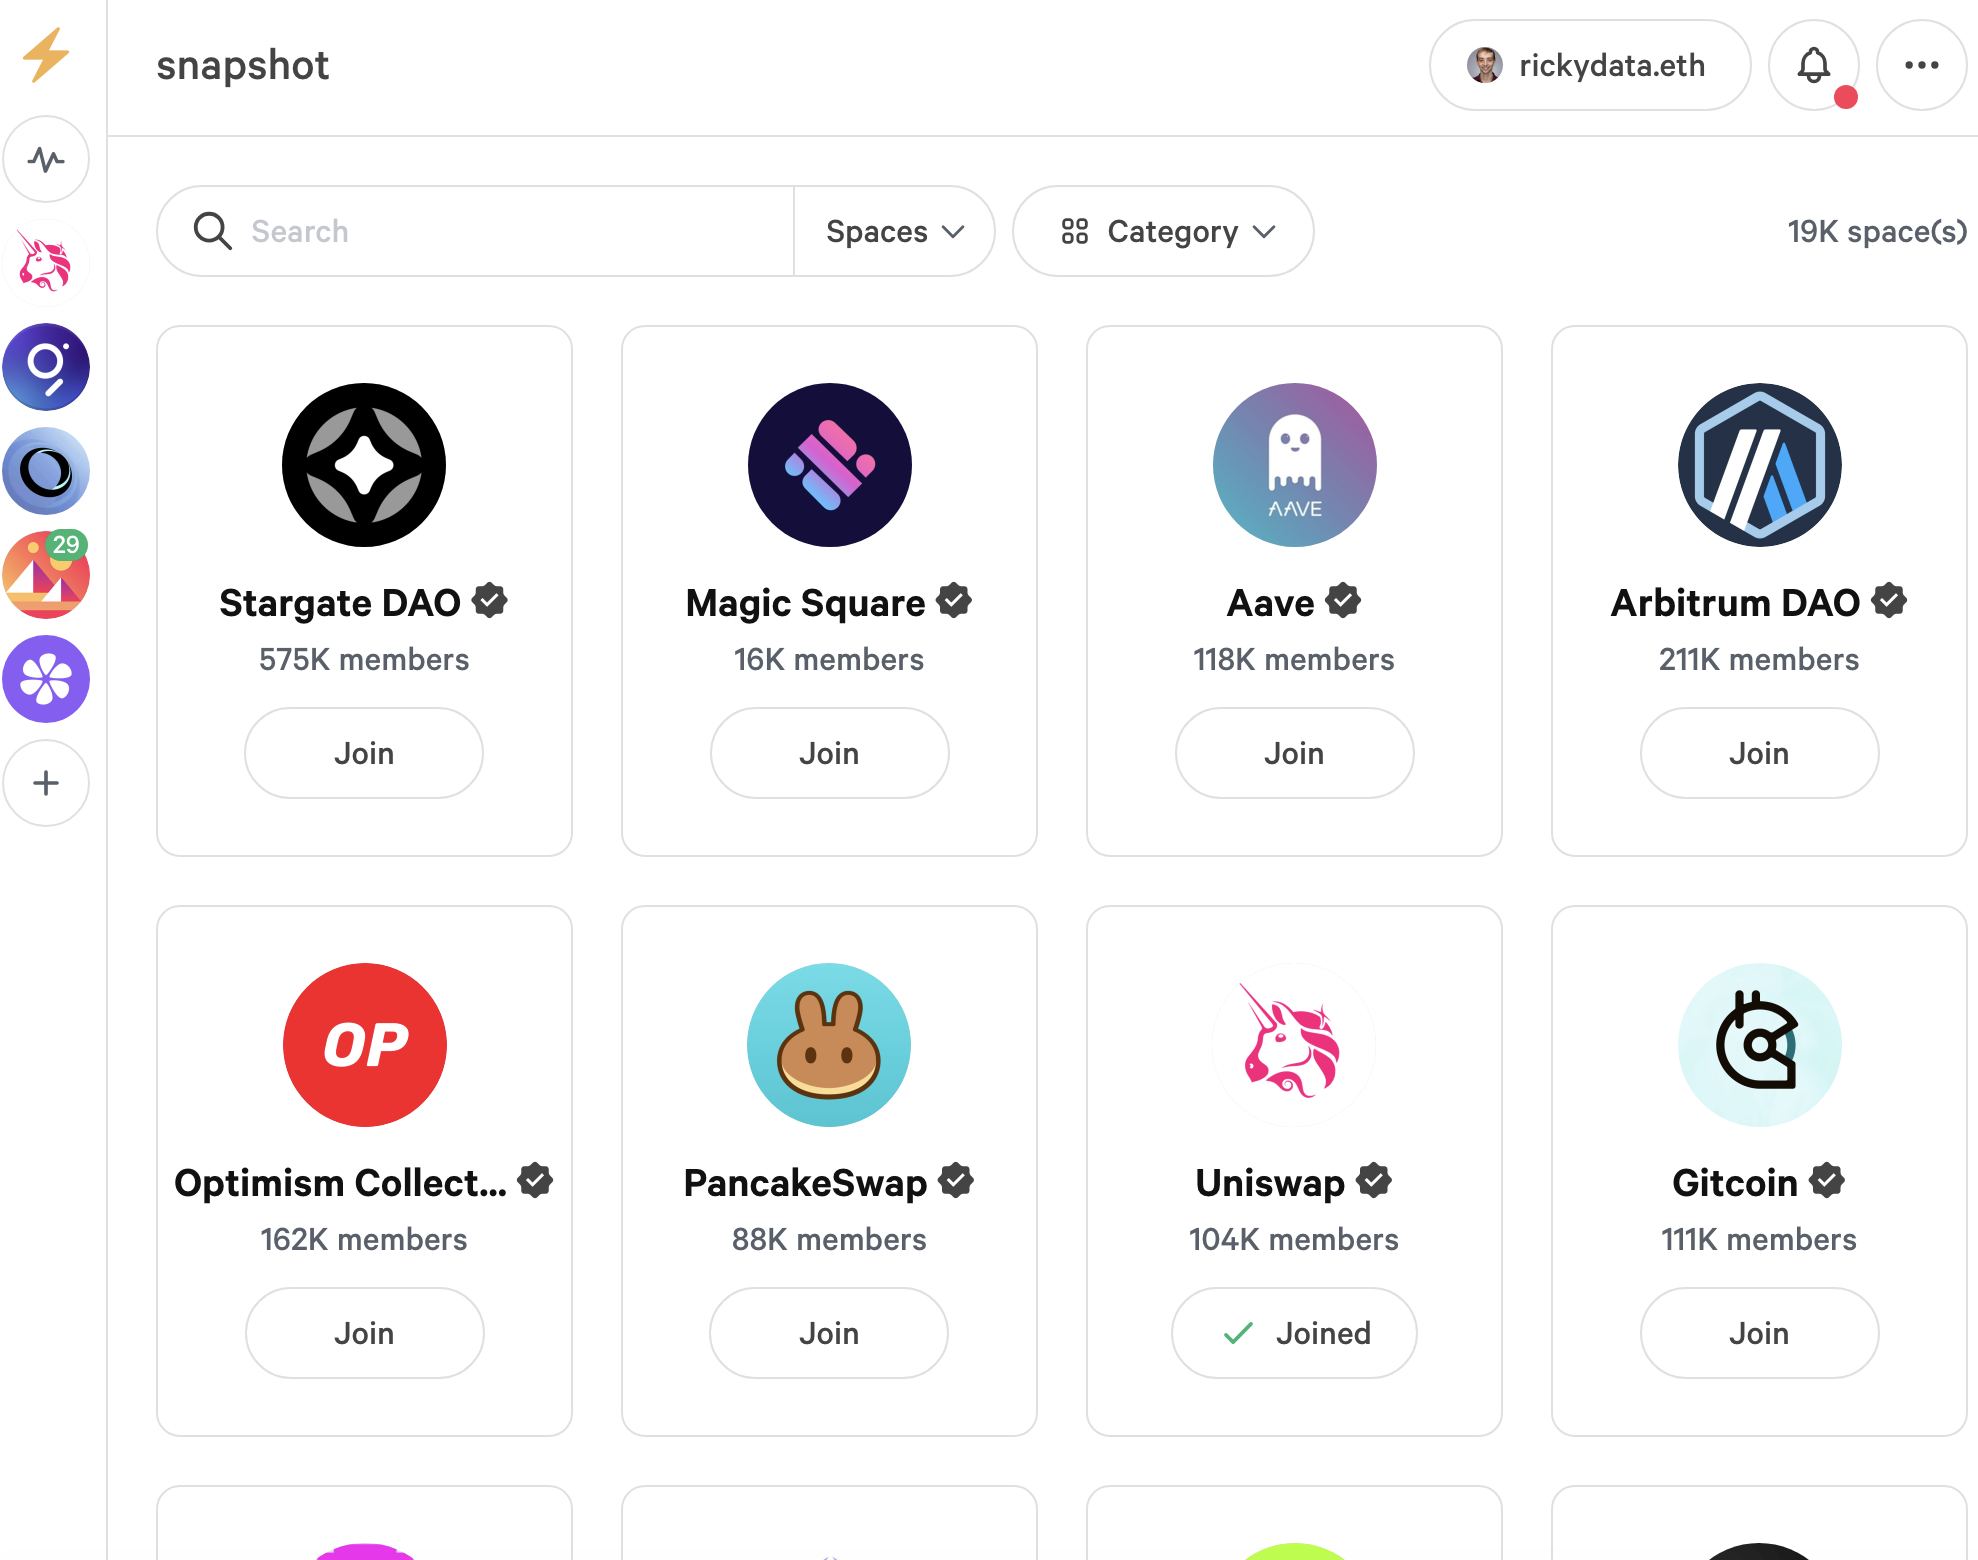 snapshot
rickydata.eth
Search
Spaces
Category
19K space(s)
29
AAVE
Stargate DAO
575K members
Join
Magic Square
16K members
Join
Aave
118K members
Join
Arbitrum DAO
211K members
Join
OP
Optimism Collect...
162K members
Join
PancakeSwap
88K members
Join
Uniswap
104K members
Joined
Gitcoin
111K members
Join